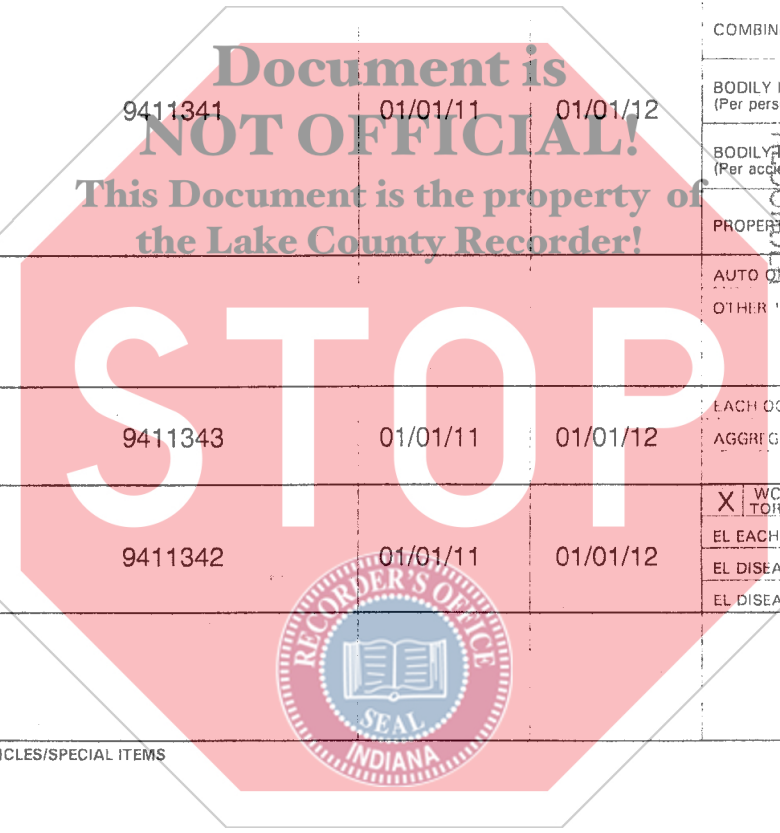 COMBIN
Document is
9411341 01/01/11 01/01/12
BODILY
(Per pers
NOT OFFICIAL!
BODILY
(Per accid
This Document is the property of
the Lake County Recorder!
PROPERT
AUTO O
OTHER
STOP
EACH OC
9411343 01/01/11 01/01/12
AGGREG
X WC
TOR
EL EACH
9411342 01/01/11 01/01/12
EL DISEA
EL DISEA
RECORDER'S OFFICE
SEAL
INDIANA
ICLES/SPECIAL ITEMS